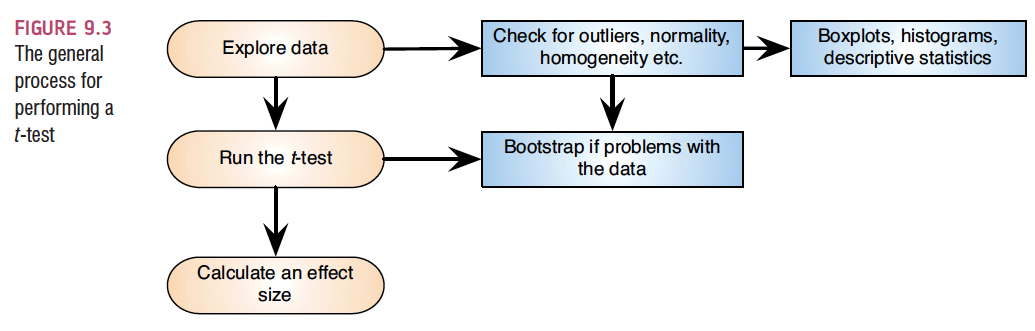 FIGURE 9.3
The general
process for
performing a
t-test
Explore data
Check for outliers, normality,
homogeneity etc.
Boxplots, histograms,
descriptive statistics
Run the t-test
Bootstrap if problems with
the data
Calculate an effect
size